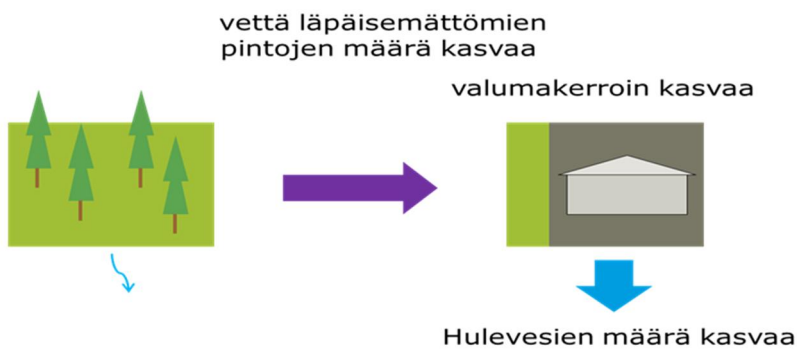 vettä läpäisemättömien
pintojen määrä kasvaa
valumakerroin kasvaa
Hulevesien määrä kasvaa